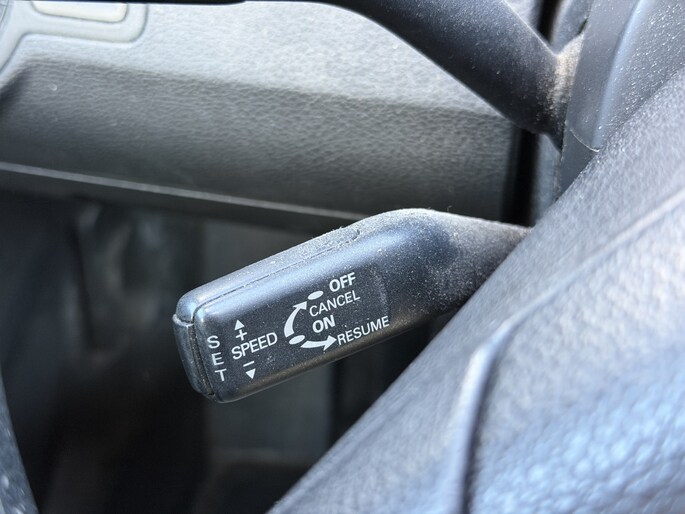 OFF
CANCEL
ON
RESUME
+
SPEED
−
SET